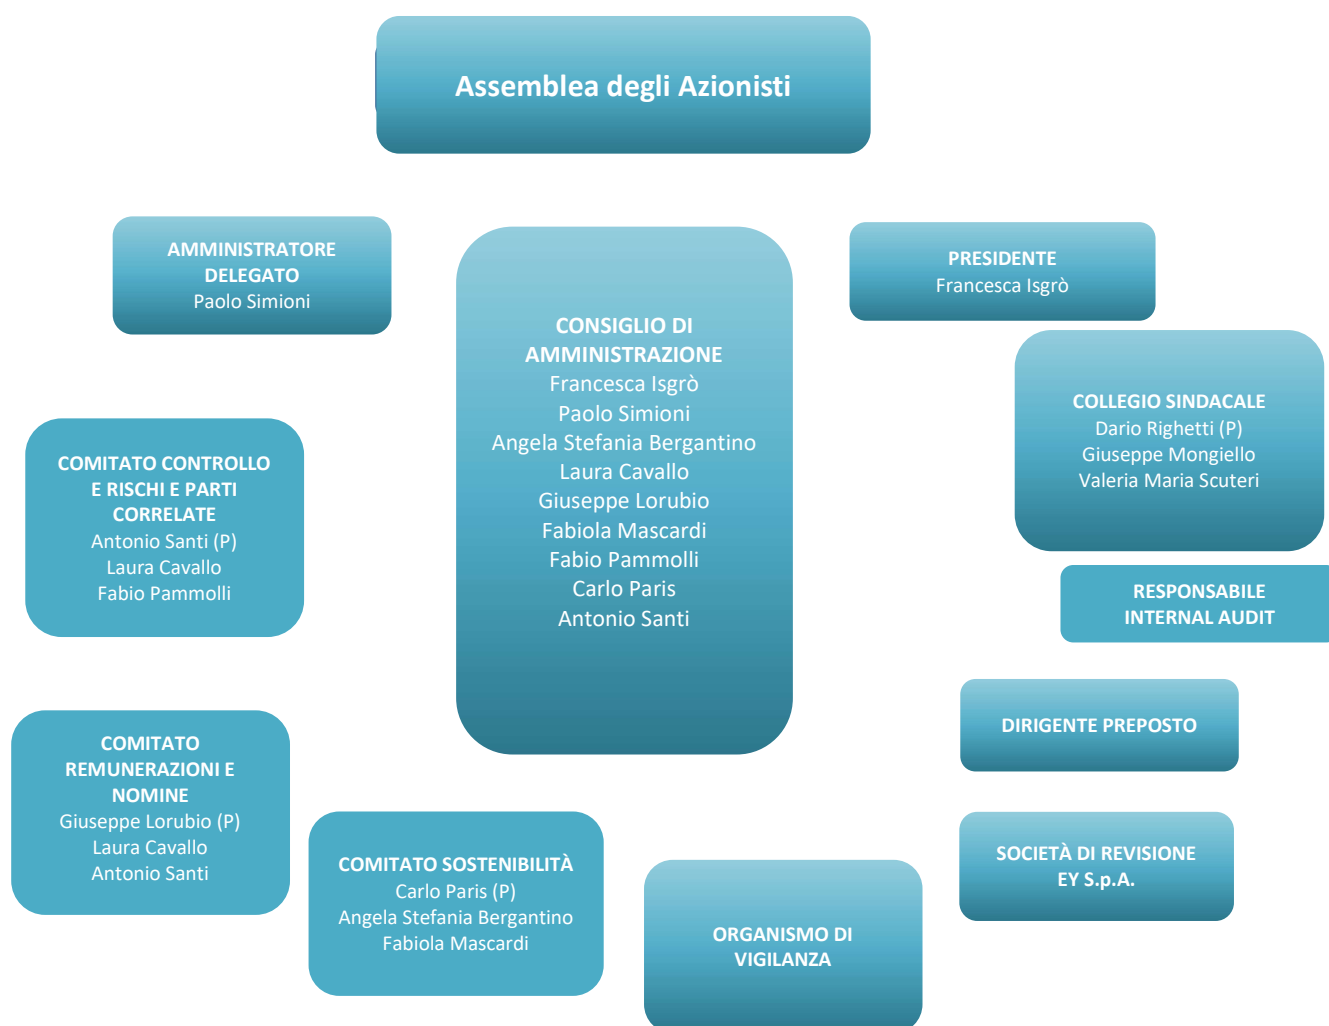 Assemblea degli Azionisti
AMMINISTRATORE
DELEGATO
Paolo Simioni
PRESIDENTE
Francesca Isgrò
CONSIGLIO DI
AMMINISTRAZIONE
Francesca Isgrò
Paolo Simioni
Angela Stefania Bergantino
Laura Cavallo
Giuseppe Lorubio
Fabiola Mascardi
Fabio Pammolli
Carlo Paris
Antonio Santi
COLLEGIO SINDACALE
Dario Righetti (P)
Giuseppe Mongiello
Valeria Maria Scuteri
COMITATO CONTROLLO
E RISCHI E PARTI
CORRELATE
Antonio Santi (P)
Laura Cavallo
Fabio Pammolli
RESPONSABILE
INTERNAL AUDIT
DIRIGENTE PREPOSTO
COMITATO
REMUNERAZIONI E
NOMINE
Giuseppe Lorubio (P)
Laura Cavallo
Antonio Santi
COMITATO SOSTENIBILITÀ
Carlo Paris (P)
Angela Stefania Bergantino
Fabiola Mascardi
SOCIETÀ DI REVISIONE
EY S.p.A.
ORGANISMO DI
VIGILANZA